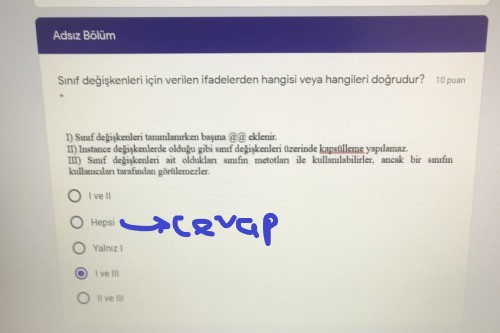 Adsız Bölüm
Sınıf değişkenleri için verilen ifadelerden hangisi veya hangileri doğrudur? 10 puan
*
I) Sınıf değişkenleri tanımlanırken başına @@ eklenir.
II) Instance değişkenlerde olduğu gibi sınıf değişkenleri üzerinde kapsülleme yapılamaz.
III) Sınıf değişkenleri ait oldukları sınıfın metotları ile kullanılabilirler, ancak bir sınıfın
kullanıcıları tarafından görülemezler.
I ve II
Hepsi → cevap
Yalnız I
I ve III
II ve III